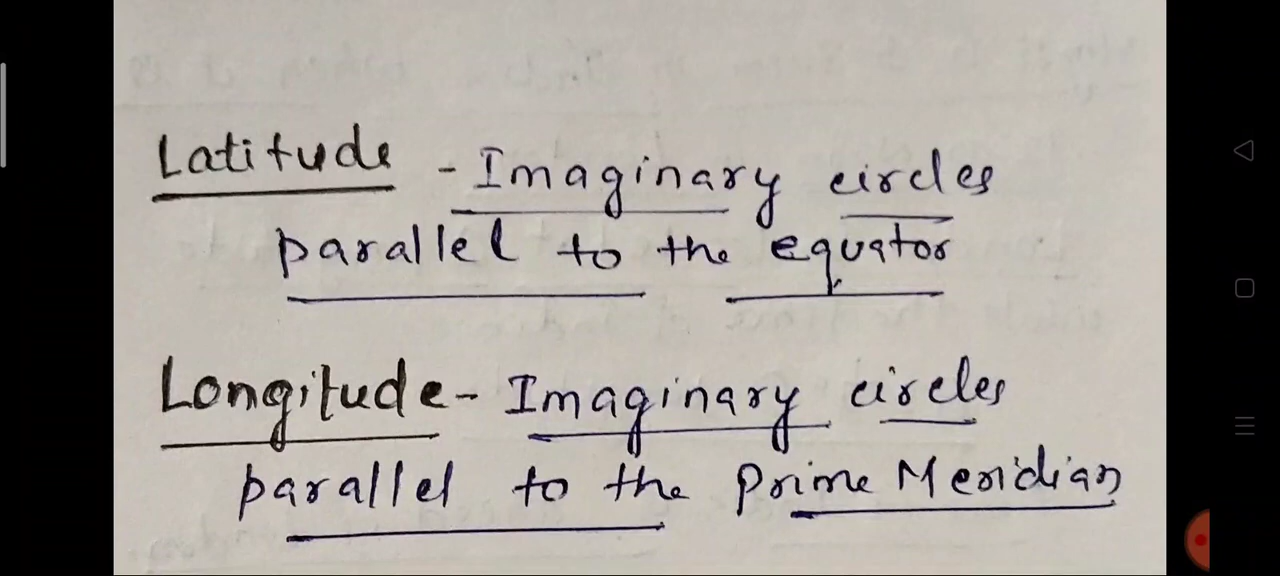 Latitude - Imaginary circles
parallel to the equator
Longitude - Imaginary circles
parallel to the Prime Meridian